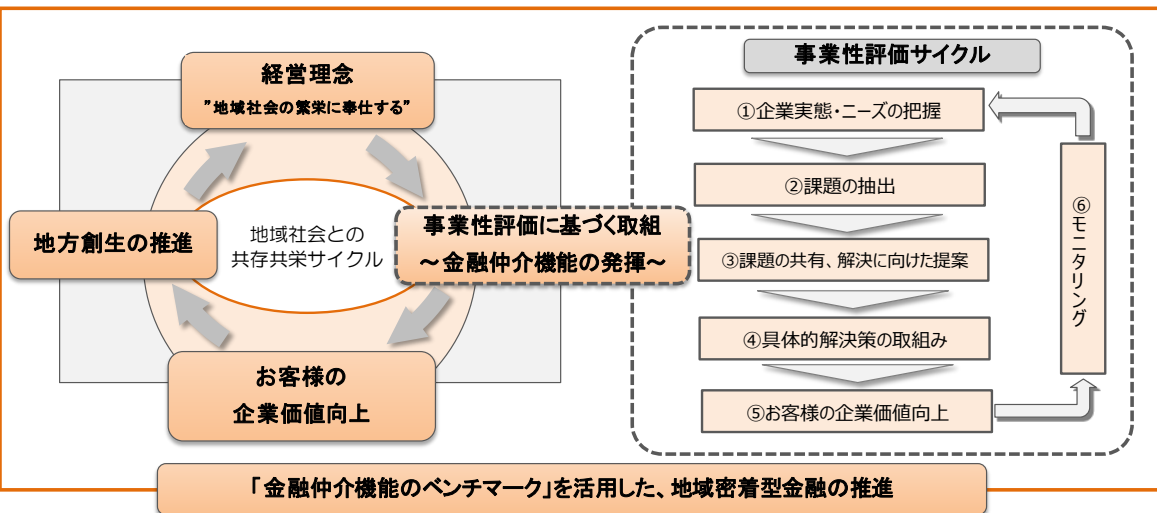 経営理念
"地域社会の繁栄に奉仕する"
事業性評価に基づく取組
～金融仲介機能の発揮～
お客様の
企業価値向上
地方創生の推進
地域社会との
共存共栄サイクル
事業性評価サイクル
①企業実態・ニーズの把握
②課題の抽出
③課題の共有、解決に向けた提案
④具体的解決策の取組み
⑤お客様の企業価値向上
⑥モニタリング
「金融仲介機能のベンチマーク」を活用した、地域密着型金融の推進